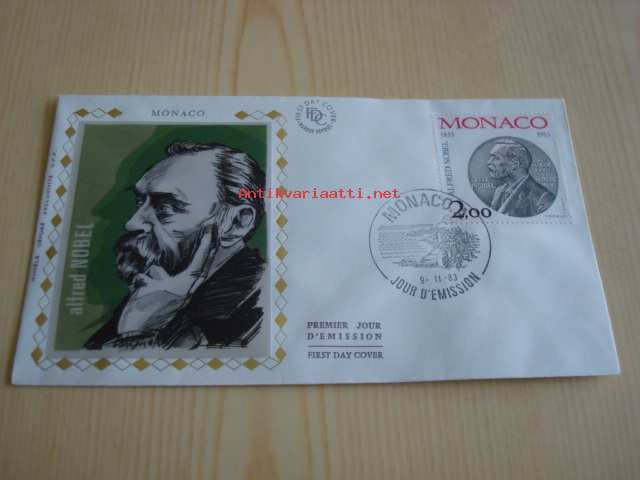 MONACO
alfred NOBEL
FIRST DAY COVER
FDC
MONACO
1833 1983
ALFRED NOBEL
2,00
MONACO
9-11-83
JOUR D'EMISSION
PREMIER JOUR
D'EMISSION
FIRST DAY COVER
Antikvariaatti.net